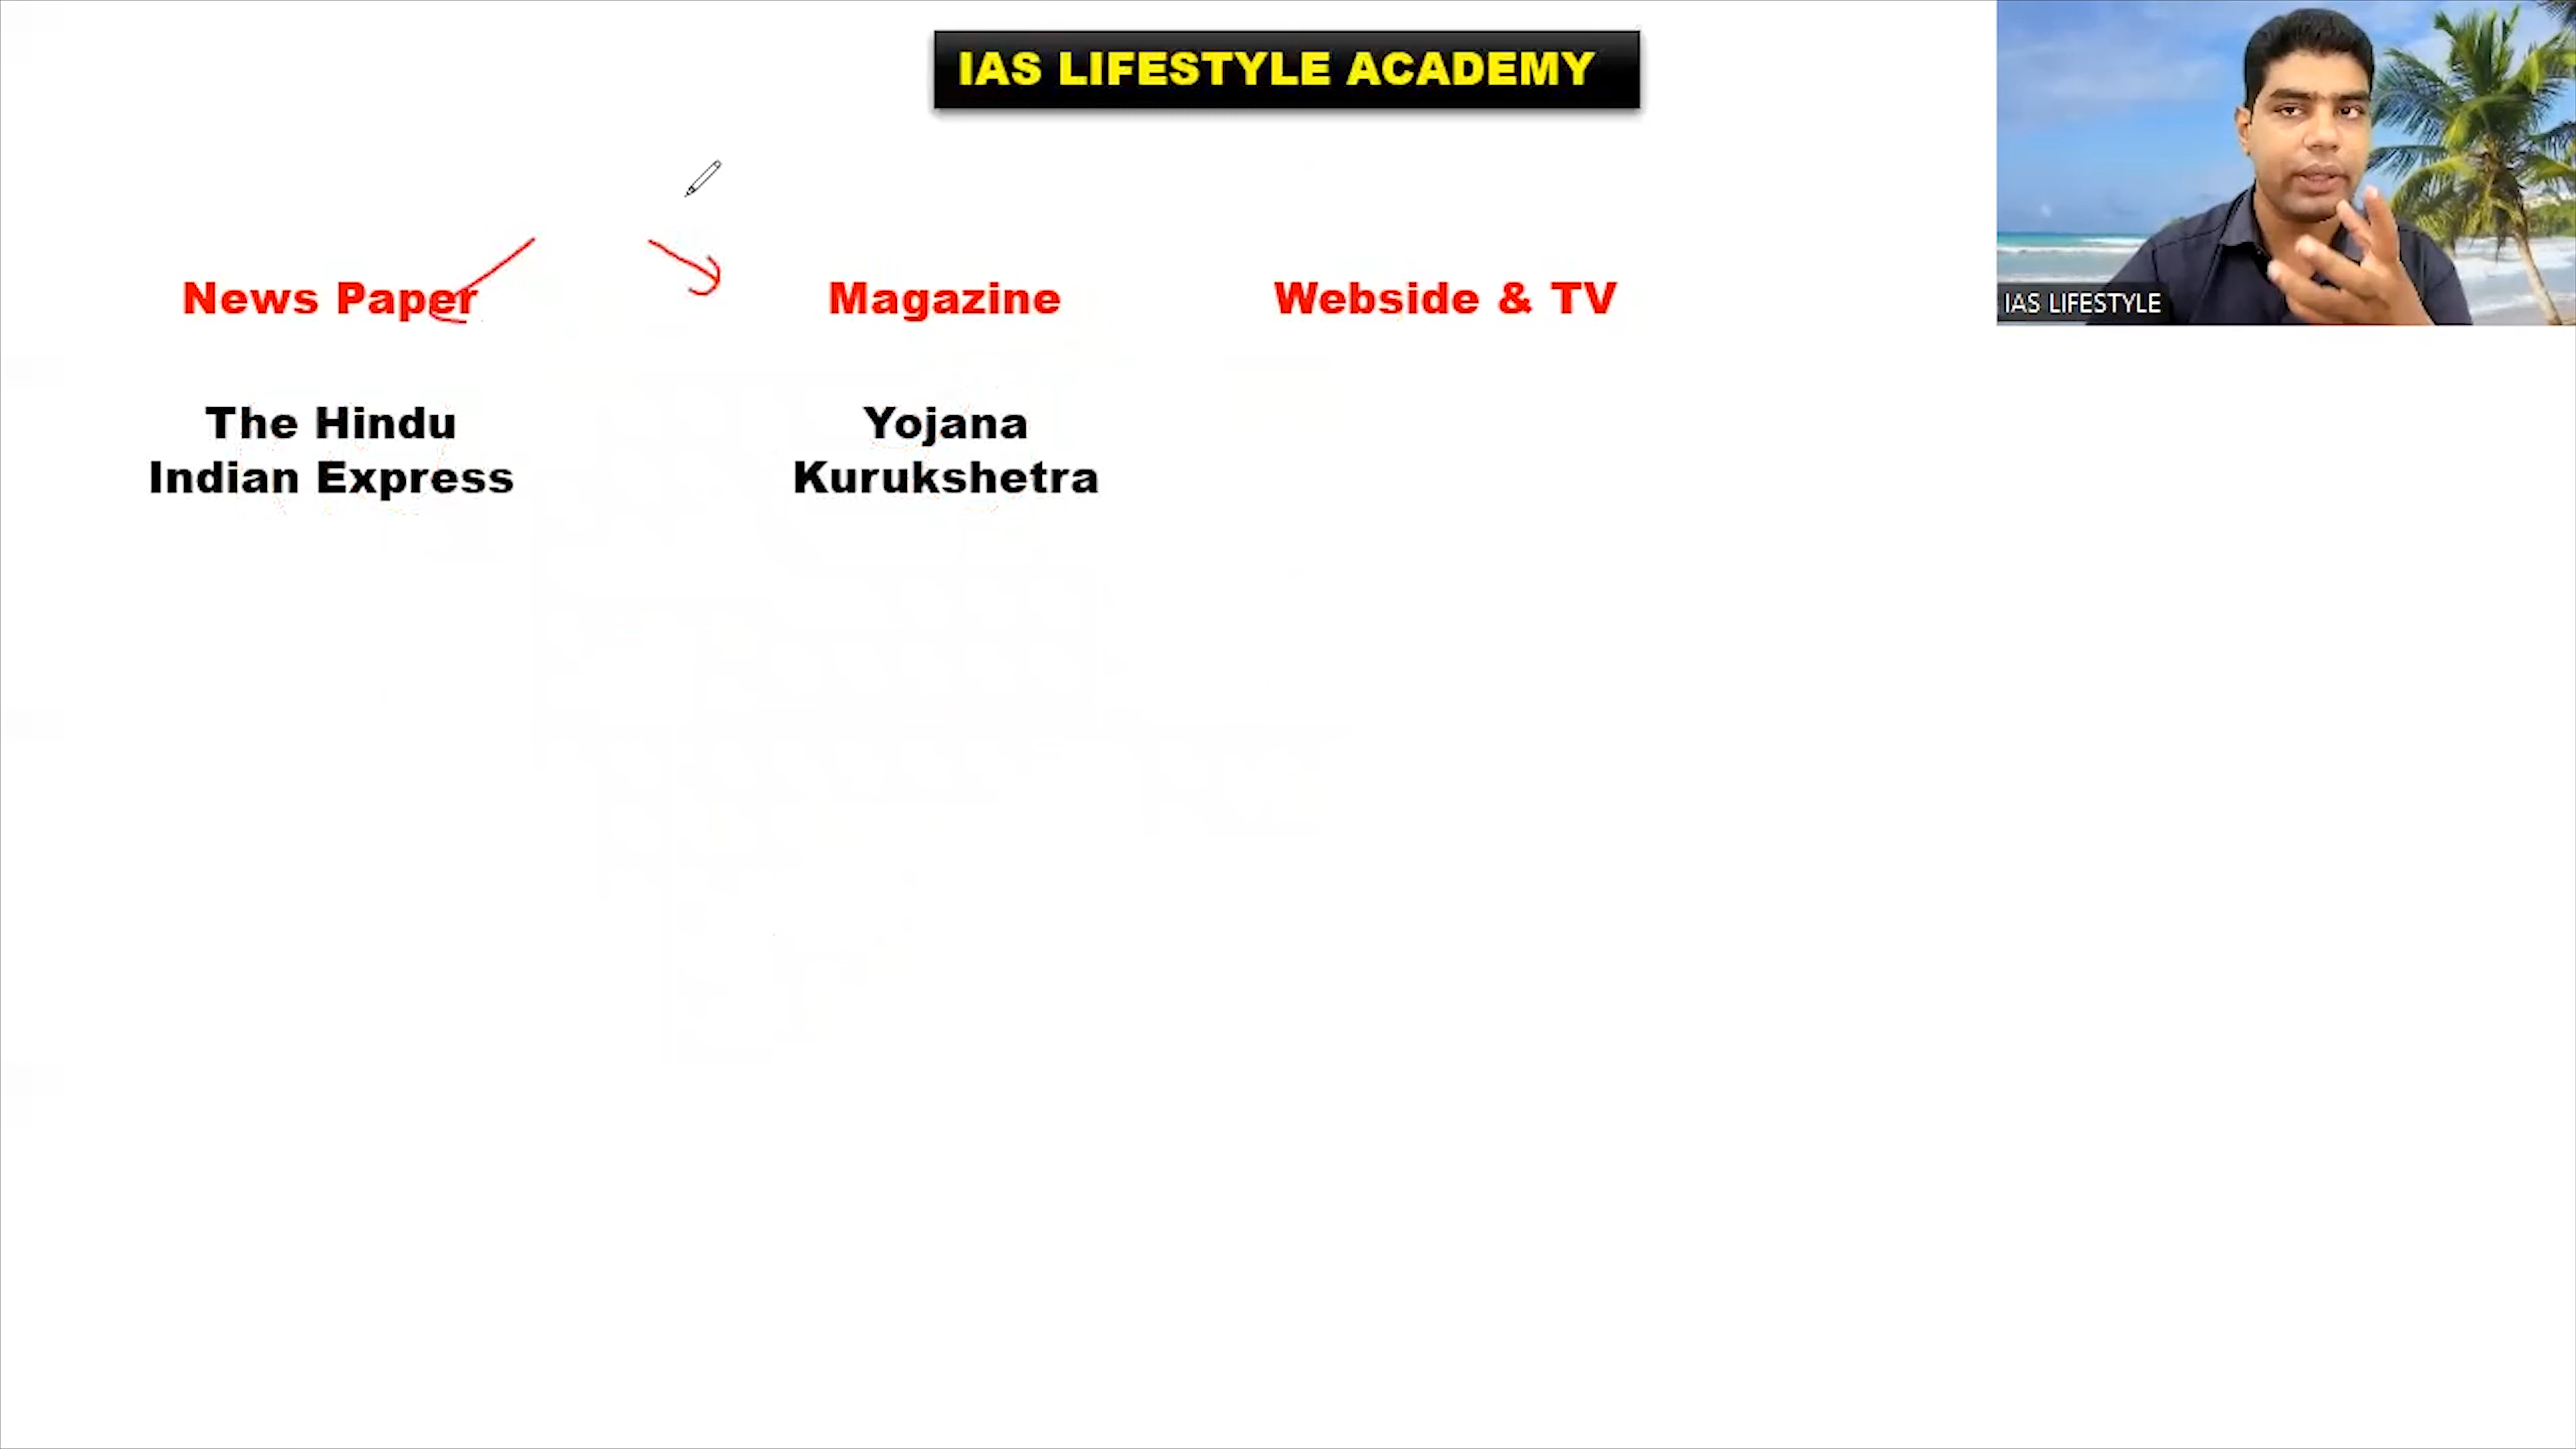 IAS LIFESTYLE ACADEMY
IAS LIFESTYLE
News Paper
Magazine
Webside & TV
The Hindu
Indian Express
Yojana
Kurukshetra